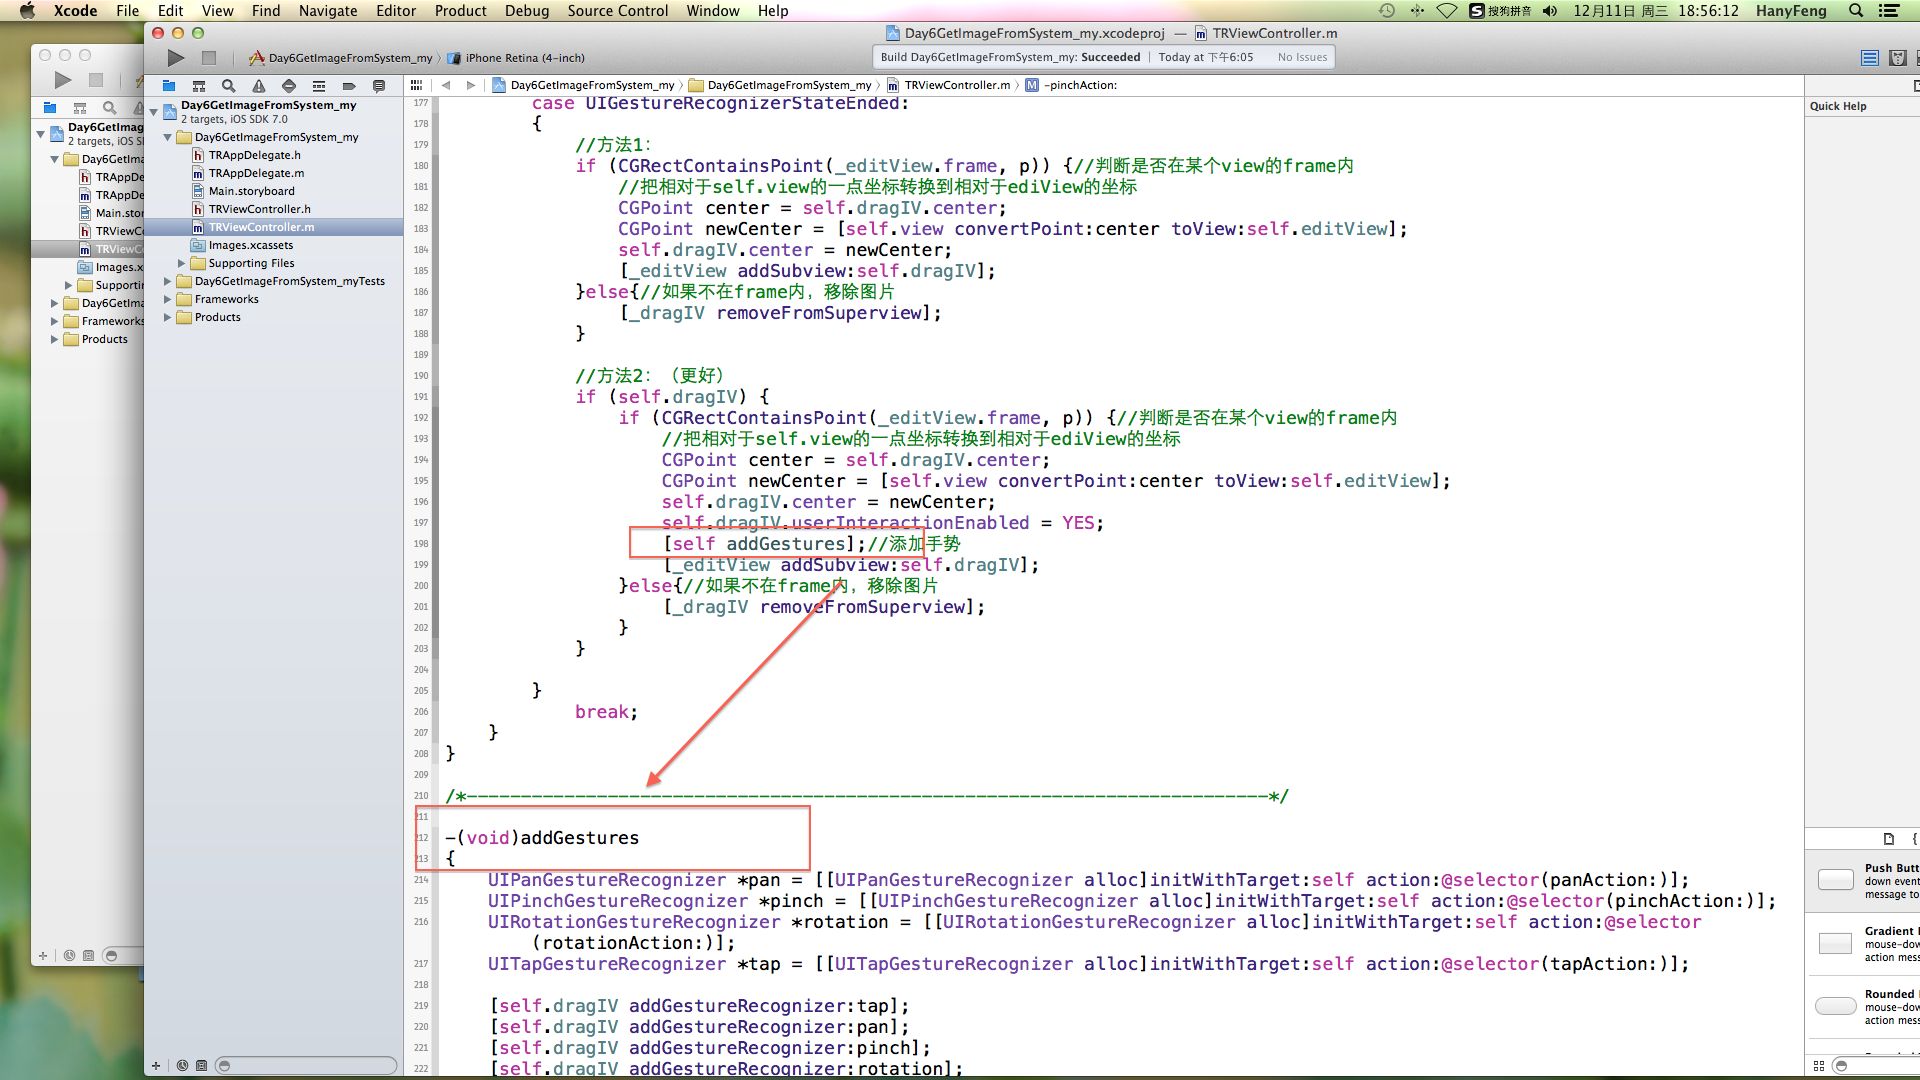 Xcode File Edit View Find Navigate Editor Product Debug Source Control Window Help
搜狗拼音 12月11日 周三 18:56:12 HanyFeng
Day6GetImageFromSystem_my.xcodeproj — TRViewController.m
Day6GetImageFromSystem_my iPhone Retina (4-inch)
Build Day6GetImageFromSystem_my: Succeeded Today at 下午6:05 No Issues
Day6GetImag
2 targets, iOS S
Day6GetIma
TRAppDe
TRAppDe
Main.stor
TRViewCo
TRViewCo
Images.x
Supportin
Day6GetIma
Frameworks
Products
Day6GetImageFromSystem_my
2 targets, iOS SDK 7.0
Day6GetImageFromSystem_my
TRAppDelegate.h
TRAppDelegate.m
Main.storyboard
TRViewController.h
TRViewController.m
Images.xcassets
Supporting Files
Day6GetImageFromSystem_myTests
Frameworks
Products
Day6GetImageFromSystem_my Day6GetImageFromSystem_my TRViewController.m -pinchAction:
177 case UIGestureRecognizerStateEnded:
178 {
179 //方法1:
180 if (CGRectContainsPoint(_editView.frame, p)) {//判断是否在某个view的frame内
181 //把相对于self.view的一点坐标转换到相对于ediView的坐标
182 CGPoint center = self.dragIV.center;
183 CGPoint newCenter = [self.view convertPoint:center toView:self.editView];
184 self.dragIV.center = newCenter;
185 [_editView addSubview:self.dragIV];
186 }else{//如果不在frame内，移除图片
187 [_dragIV removeFromSuperview];
188 }
189
190 //方法2：（更好）
191 if (self.dragIV) {
192 if (CGRectContainsPoint(_editView.frame, p)) {//判断是否在某个view的frame内
193 //把相对于self.view的一点坐标转换到相对于ediView的坐标
194 CGPoint center = self.dragIV.center;
195 CGPoint newCenter = [self.view convertPoint:center toView:self.editView];
196 self.dragIV.center = newCenter;
197 self.dragIV.userInteractionEnabled = YES;
198 [self addGestures];//添加手势
199 [_editView addSubview:self.dragIV];
200 }else{//如果不在frame内，移除图片
201 [_dragIV removeFromSuperview];
202 }
203 }
204
205 }
206 break;
207 }
208 }
209
210 /*--------------------------------------------------------------------------*/
211
212 -(void)addGestures
213 {
214 UIPanGestureRecognizer *pan = [[UIPanGestureRecognizer alloc]initWithTarget:self action:@selector(panAction:)];
215 UIPinchGestureRecognizer *pinch = [[UIPinchGestureRecognizer alloc]initWithTarget:self action:@selector(pinchAction:)];
216 UIRotationGestureRecognizer *rotation = [[UIRotationGestureRecognizer alloc]initWithTarget:self action:@selector
(rotationAction:)];
217 UITapGestureRecognizer *tap = [[UITapGestureRecognizer alloc]initWithTarget:self action:@selector(tapAction:)];
218
219 [self.dragIV addGestureRecognizer:tap];
220 [self.dragIV addGestureRecognizer:pan];
221 [self.dragIV addGestureRecognizer:pinch];
222 [self.dragIV addGestureRecognizer:rotation];
Quick Help
Push Butt
down event
message to
Gradient
mouse-dow
action mess
Rounded
mouse-dow
action mess